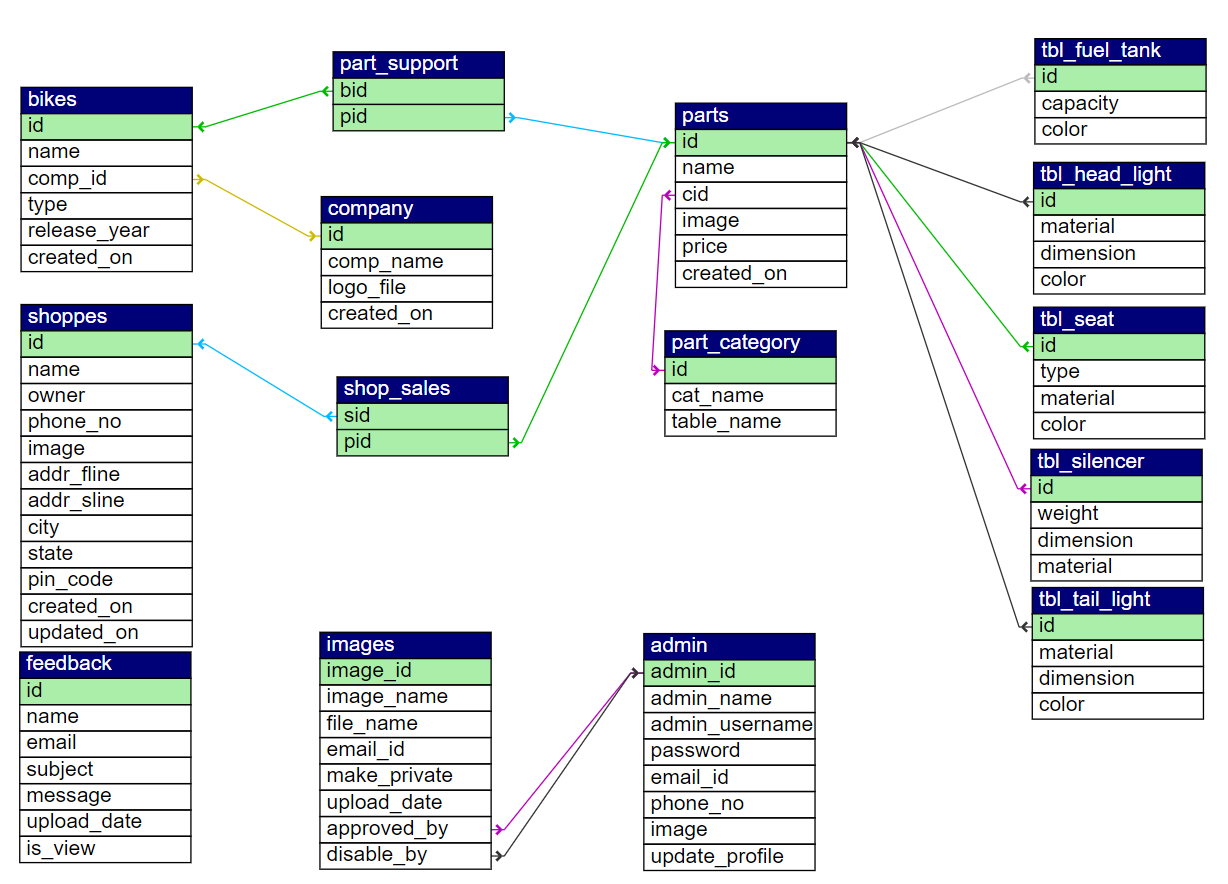 bikes
id
name
comp_id
type
release_year
created_on
shoppes
id
name
owner
phone_no
image
addr_fline
addr_sline
city
state
pin_code
created_on
updated_on
feedback
id
name
email
subject
message
upload_date
is_view
part_support
bid
pid
company
id
comp_name
logo_file
created_on
shop_sales
sid
pid
images
image_id
image_name
file_name
email_id
make_private
upload_date
approved_by
disable_by
parts
id
name
cid
image
price
created_on
part_category
id
cat_name
table_name
admin
admin_id
admin_name
admin_username
password
email_id
phone_no
image
update_profile
tbl_fuel_tank
id
capacity
color
tbl_head_light
id
material
dimension
color
tbl_seat
id
type
material
color
tbl_silencer
id
weight
dimension
material
tbl_tail_light
id
material
dimension
color